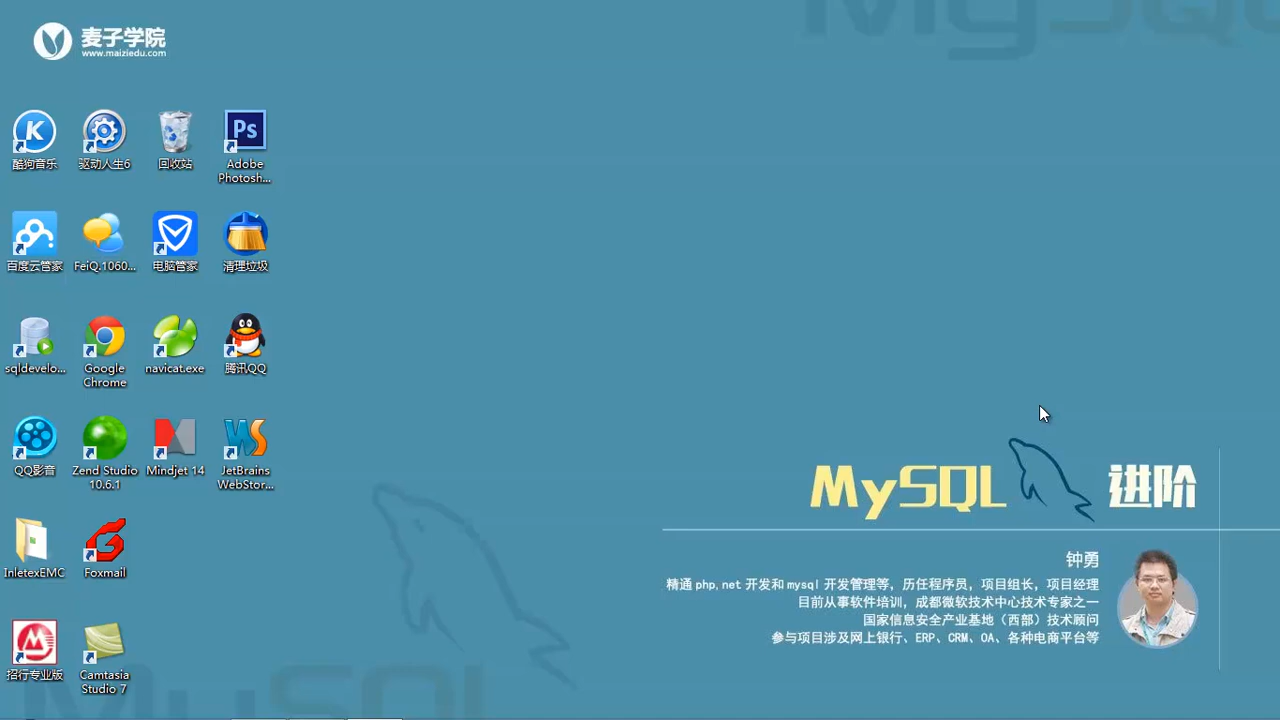 麦子学院
www.maiziedu.com
MySQL
酷狗音乐
驱动人生6
回收站
Adobe
Photosh...
百度云管家
FeiQ.1060...
电脑管家
清理垃圾
sqldevelo...
Google
Chrome
navicat.exe
腾讯QQ
QQ影音
Zend Studio
10.6.1
Mindjet 14
JetBrains
WebStor...
InletexEMC
Foxmail
招行专业版
Camtasia
Studio 7
MySQL 进阶
钟勇
精通php,net开发和mysql开发管理等，历任程序员，项目组长，项目经理
目前从事软件培训，成都微软技术中心技术专家之一
国家信息安全产业基地（西部）技术顾问
参与项目涉及网上银行、ERP、CRM、OA、各种电商平台等
MySQL